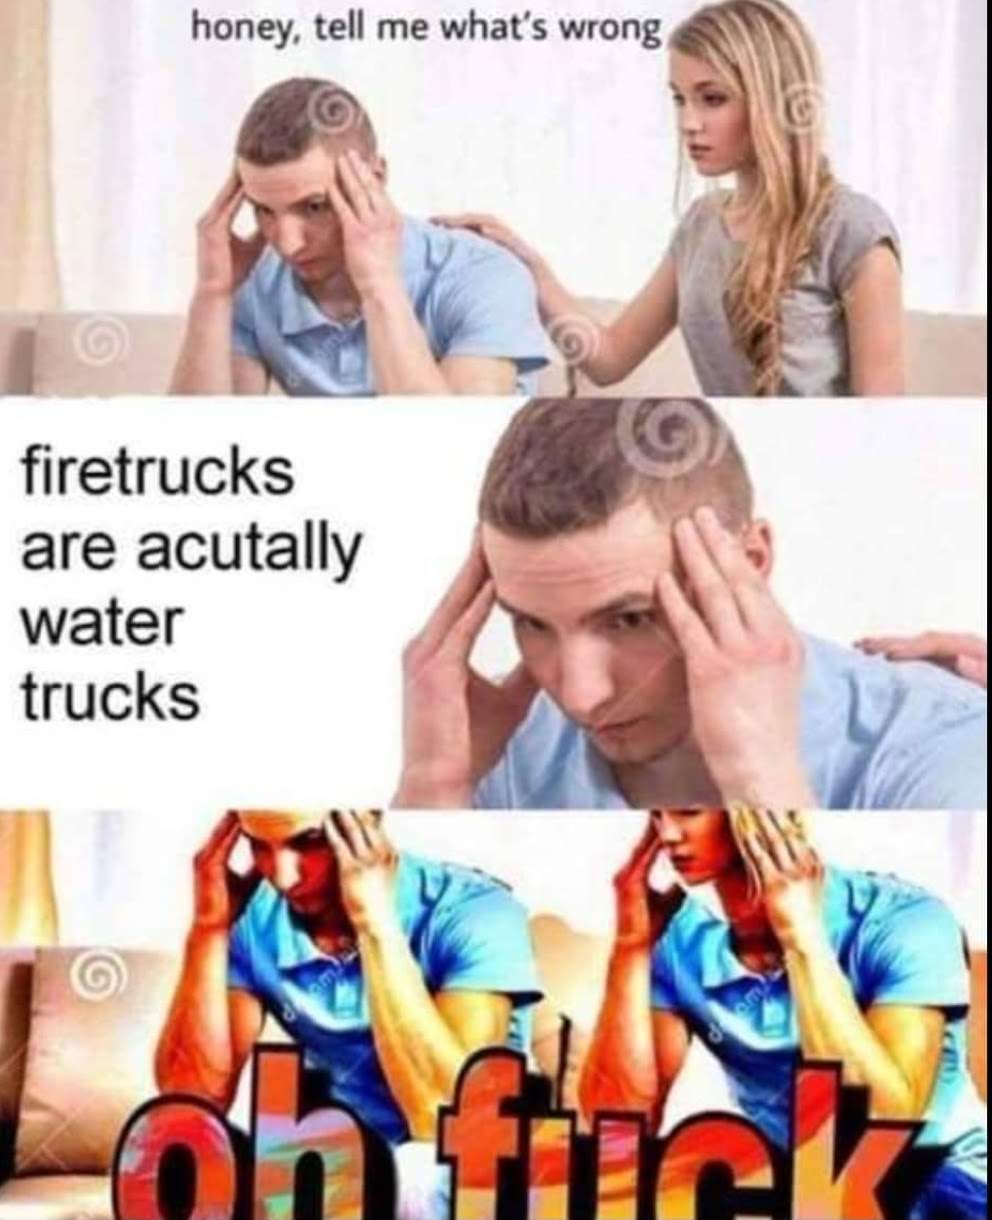 honey, tell me what's wrong
firetrucks
are acutally
water
trucks
oh fuck